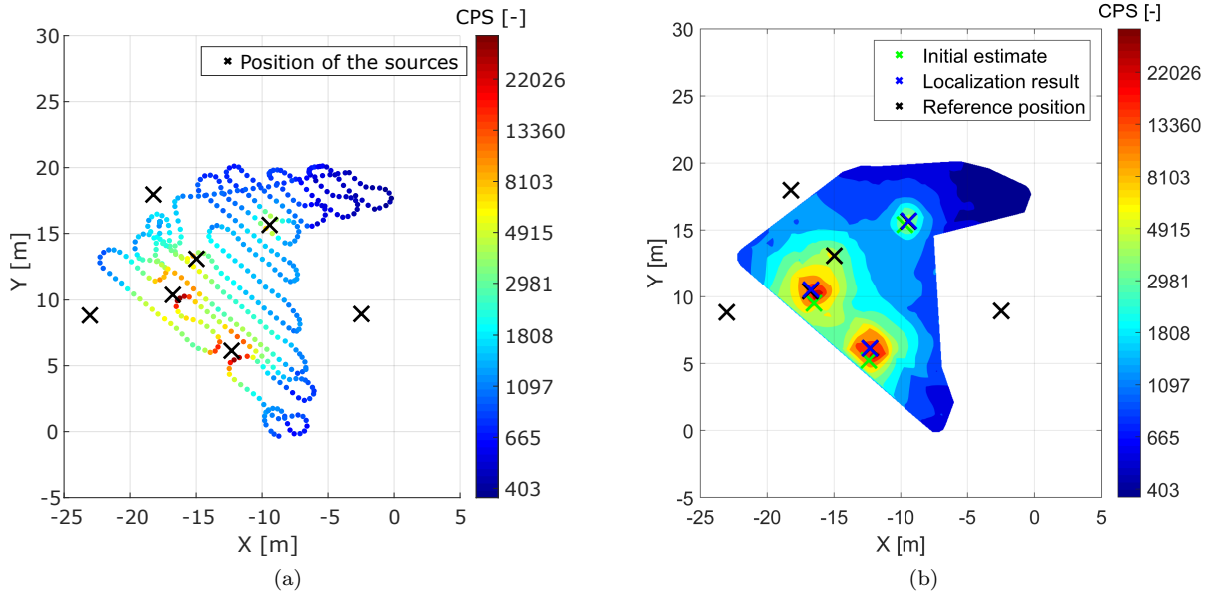 CPS [-]
30
25
20
15
10
5
0
-5
Y [m]
Position of the sources
22026
13360
8103
4915
2981
1808
1097
665
403
-25 -20 -15 -10 -5 0 5
X [m]
(a)
CPS [-]
30
25
20
15
10
5
0
-5
Y [m]
Initial estimate
Localization result
Reference position
22026
13360
8103
4915
2981
1808
1097
665
403
-25 -20 -15 -10 -5 0 5
X [m]
(b)